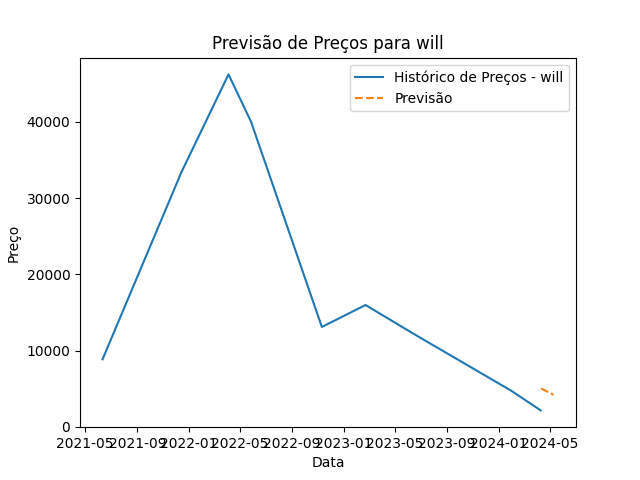 Previsão de Preços para will
Histórico de Preços - will
Previsão
Preço
40000
30000
20000
10000
0
2021-05 2021-09 2022-01 2022-05 2022-09 2023-01 2023-05 2023-09 2024-01 2024-05
Data